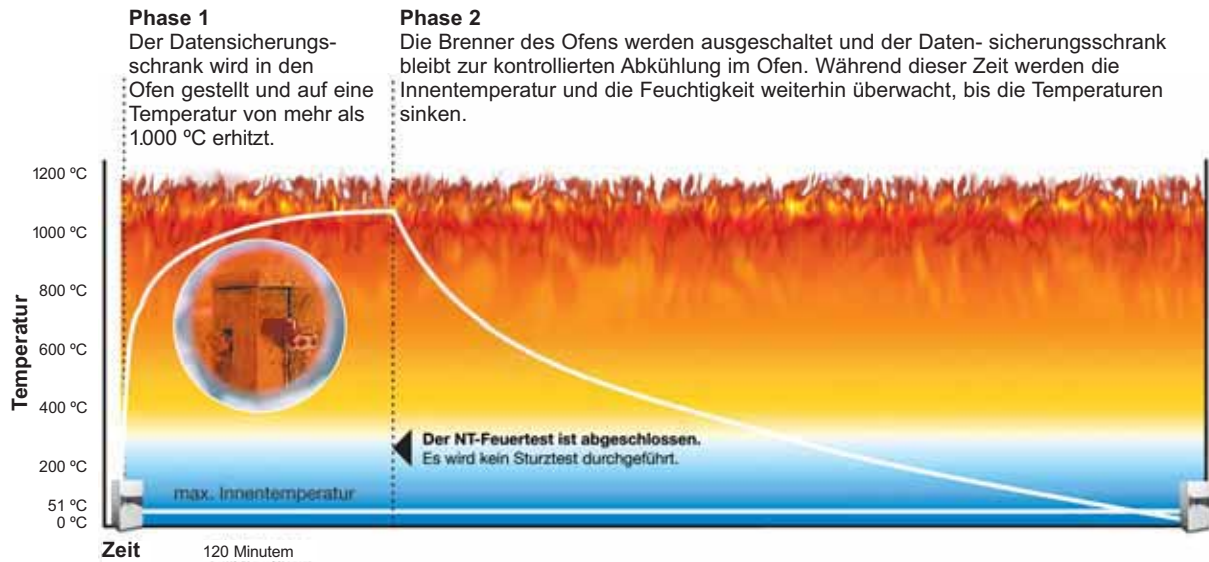 Phase 1
Der Datensicherungs-
schrank wird in den
Ofen gestellt und auf eine
Temperatur von mehr als
1.000 ºC erhitzt.
Phase 2
Die Brenner des Ofens werden ausgeschaltet und der Daten- sicherungsschrank
bleibt zur kontrollierten Abkühlung im Ofen. Während dieser Zeit werden die
Innentemperatur und die Feuchtigkeit weiterhin überwacht, bis die Temperaturen
sinken.
Temperatur
1200 ºC
1000 ºC
800 ºC
600 ºC
400 ºC
200 ºC
51 ºC
0 ºC
Der NT-Feuertest ist abgeschlossen.
Es wird kein Sturztest durchgeführt.
max. Innentemperatur
Zeit
120 Minutem